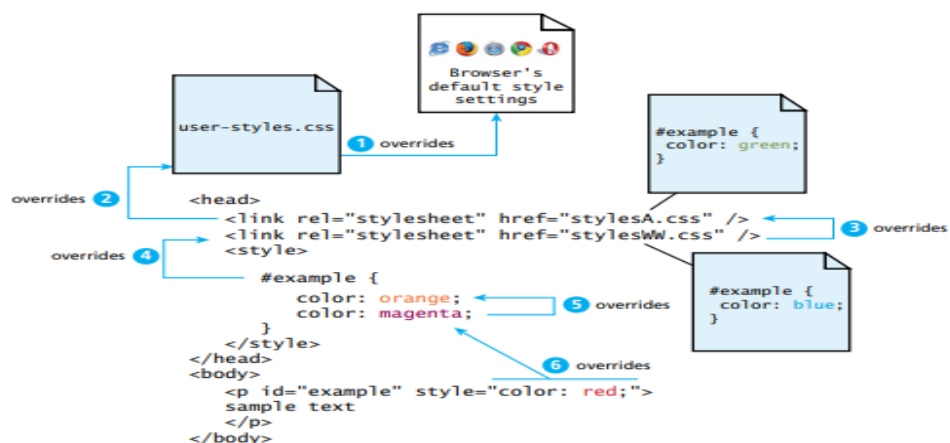 Browser's
default style
settings
user-styles.css
1 overrides
#example {
color: green;
}
overrides 2
<head>
<link rel="stylesheet" href="stylesA.css" />
<link rel="stylesheet" href="stylesWW.css" />
3 overrides
overrides 4
<style>
#example {
color: orange;
color: magenta;
5 overrides
}
#example {
color: blue;
}
</style>
</head>
6 overrides
<body>
<p id="example" style="color: red;">
sample text
</p>
</body>